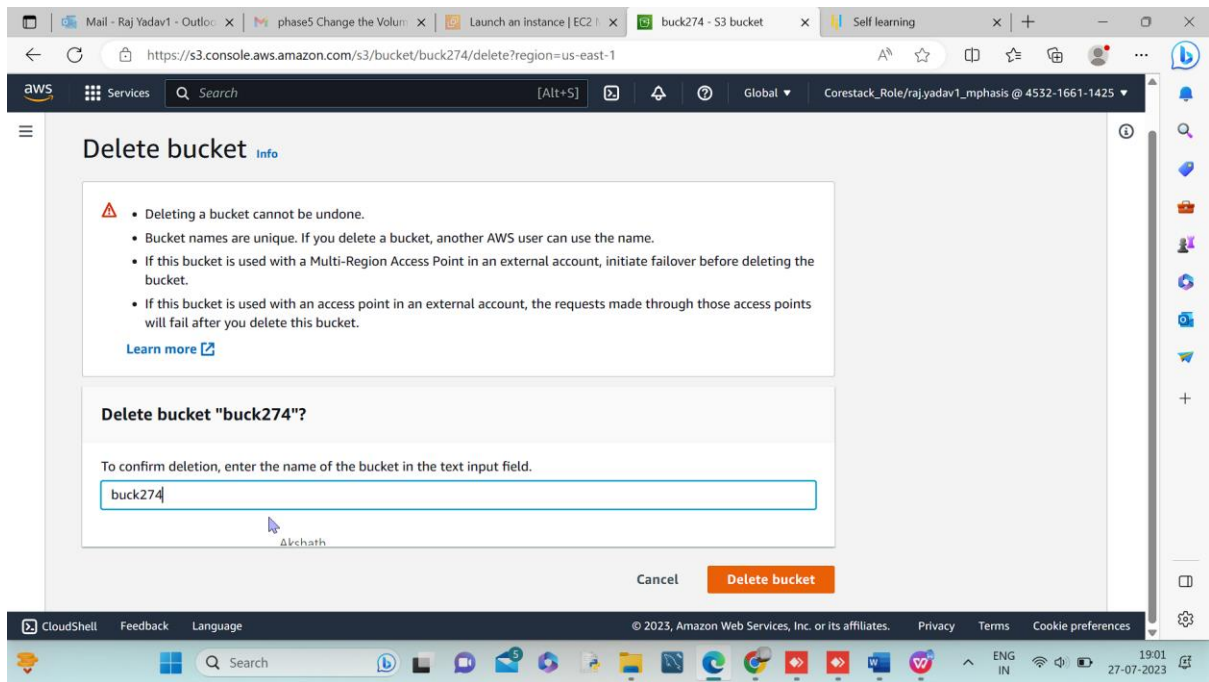 Mail - Raj Yadav1 - Outloo
phase5 Change the Volum
Launch an instance | EC2 M
buck274 - S3 bucket
Self learning
https://s3.console.aws.amazon.com/s3/bucket/buck274/delete?region=us-east-1
aws
Services
Search
[Alt+S]
Global
Corestack_Role/raj.yadav1_mphasis @ 4532-1661-1425
Delete bucket Info
• Deleting a bucket cannot be undone.
• Bucket names are unique. If you delete a bucket, another AWS user can use the name.
• If this bucket is used with a Multi-Region Access Point in an external account, initiate failover before deleting the
bucket.
• If this bucket is used with an access point in an external account, the requests made through those access points
will fail after you delete this bucket.
Learn more
Delete bucket "buck274"?
To confirm deletion, enter the name of the bucket in the text input field.
buck274
Akshath
Cancel
Delete bucket
CloudShell
Feedback
Language
© 2023, Amazon Web Services, Inc. or its affiliates.
Privacy
Terms
Cookie preferences
Search
5
ENG
IN
19:01
27-07-2023